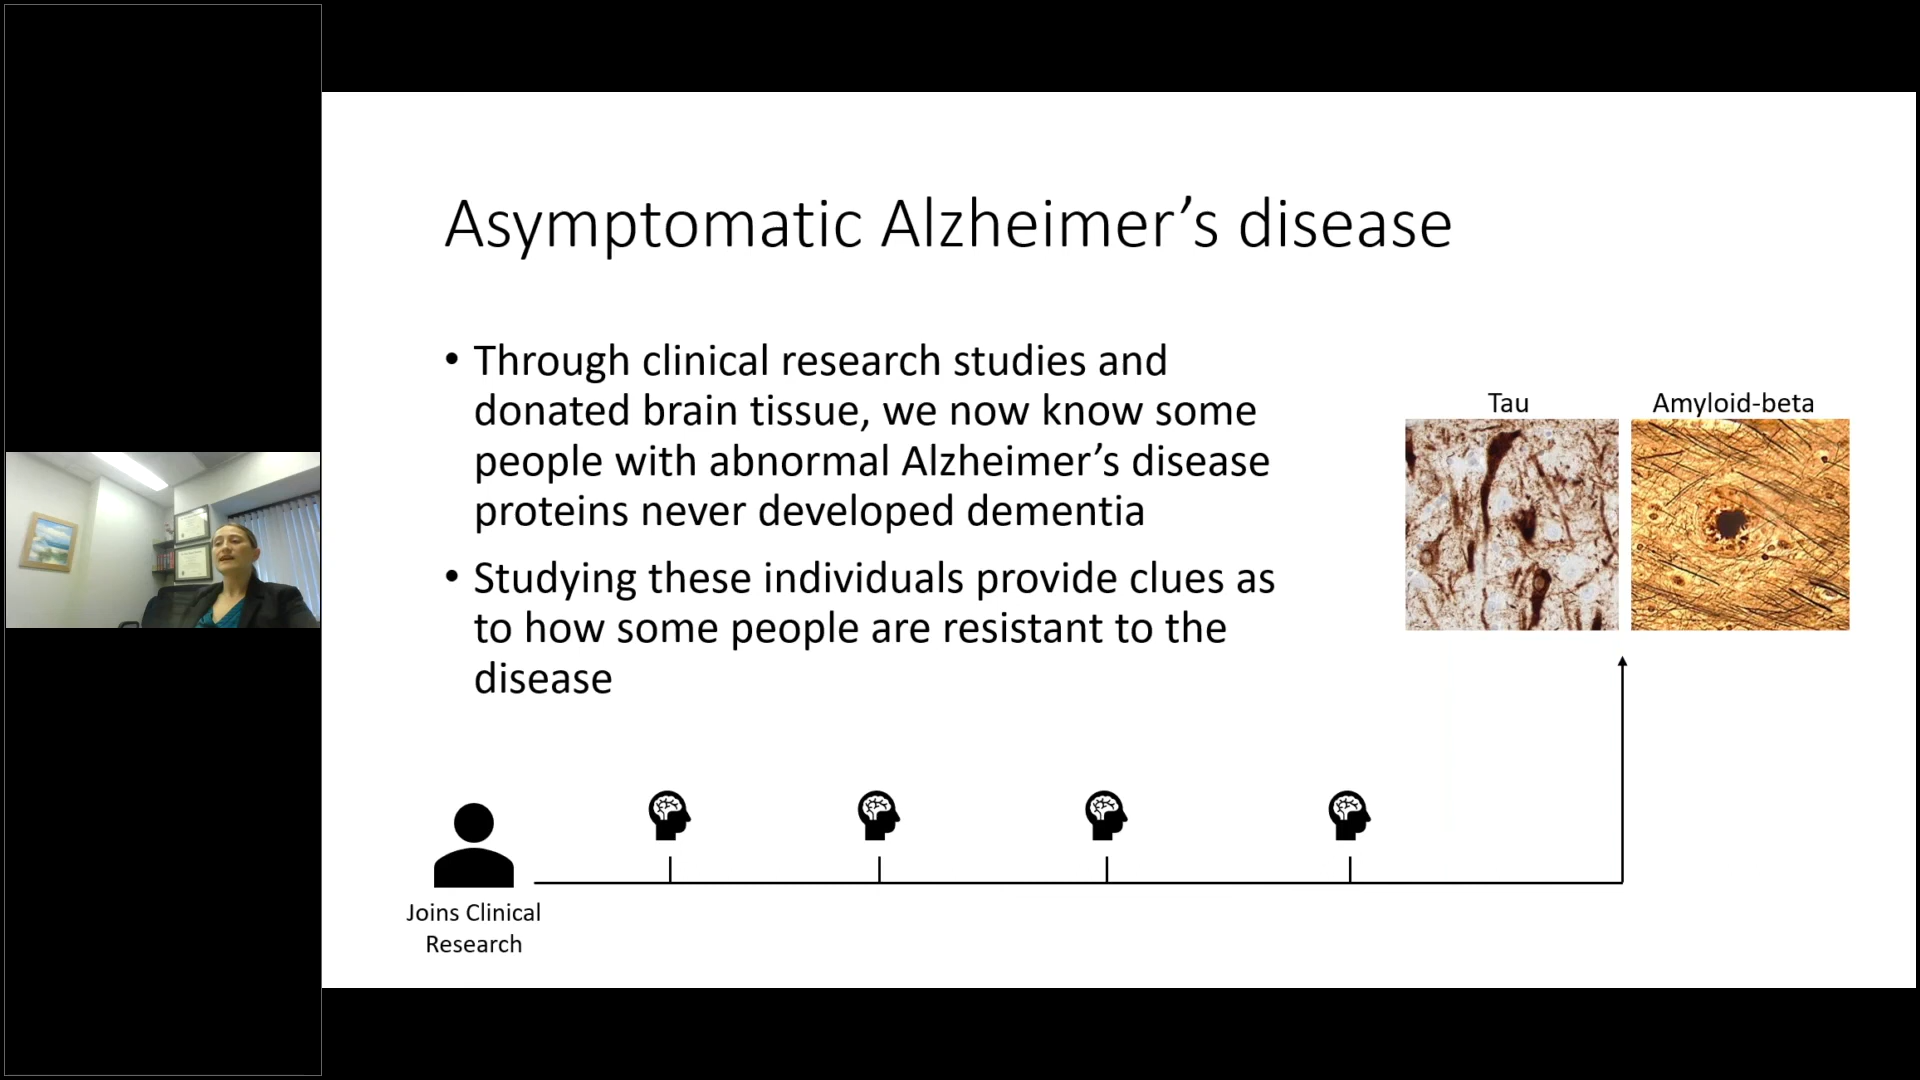 Asymptomatic Alzheimer’s disease
• Through clinical research studies and
donated brain tissue, we now know some
people with abnormal Alzheimer’s disease
proteins never developed dementia
• Studying these individuals provide clues as
to how some people are resistant to the
disease
Tau
Amyloid-beta
Joins Clinical
Research